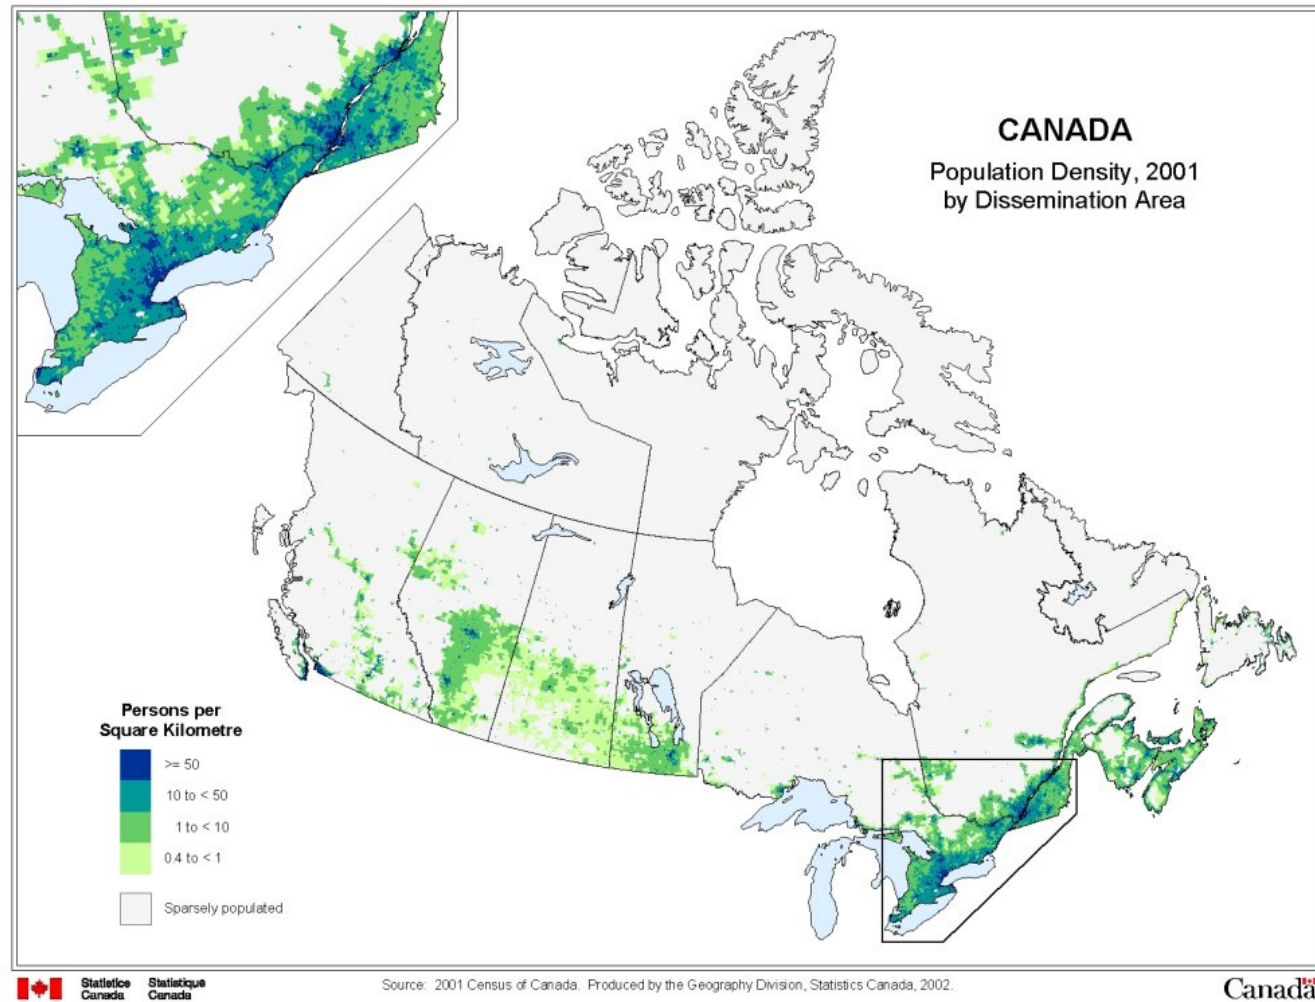 CANADA
Population Density, 2001
by Dissemination Area
Persons per
Square Kilometre
>= 50
10 to < 50
1 to < 10
0.4 to < 1
Sparsely populated
Statistics
Canada
Statistique
Canada
Source: 2001 Census of Canada. Produced by the Geography Division, Statistics Canada, 2002.
Canada